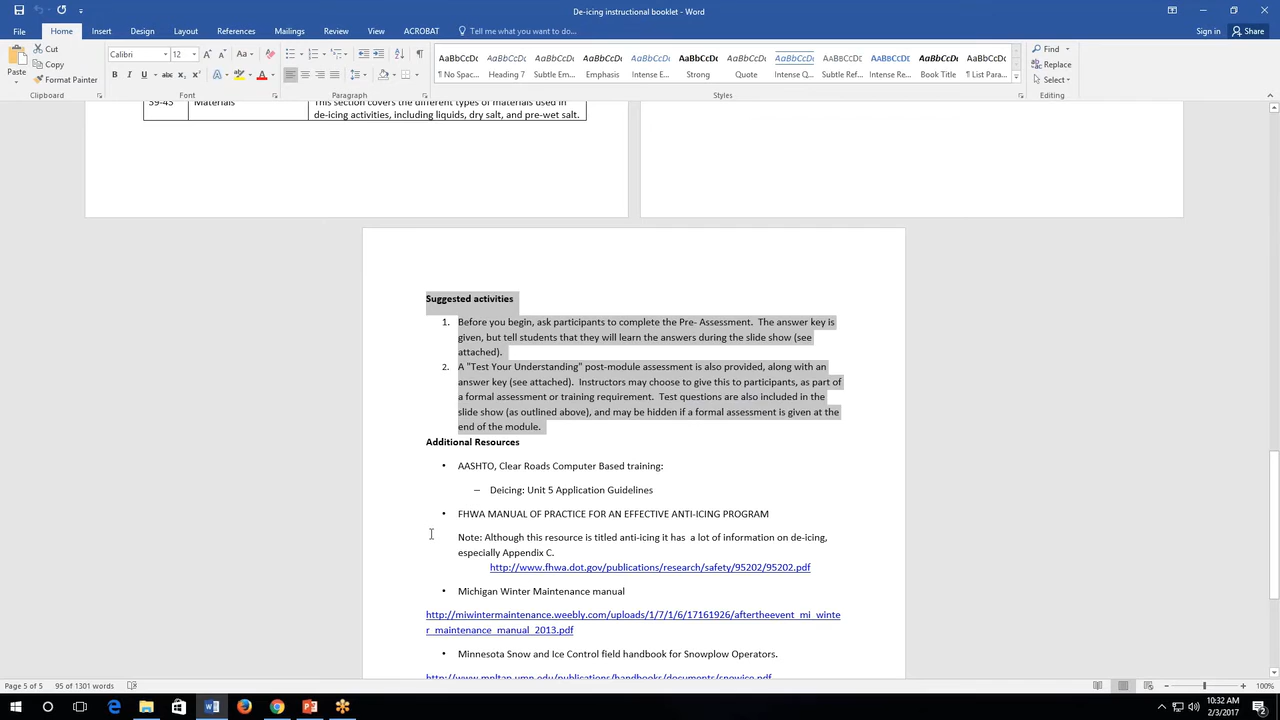 De-icing instructional booklet - Word
Sign in Share
File Home Insert Design Layout References Mailings Review View ACROBAT Tell me what you want to do...
Cut
Copy
Format Painter
Paste
Clipboard
Calibri 12
Font
Paragraph
AaBbCcDc AaBbCcDc AaBbCcDc AaBbCcDc AaBbCcDc AaBbCcDc AaBbCcDc AaBbCcDc AaBbCcDc AaBbCcDc AaBbCcDc AaBbCcDc
¶ No Spac... Heading 7 Subtle Em... Emphasis Intense E... Strong Quote Intense Q... Subtle Ref... Intense Re... Book Title ¶ List Para...
Styles
Find
Replace
Select
Editing
39-43 Materials This section covers the different types of materials used in
de-icing activities, including liquids, dry salt, and pre-wet salt.
Suggested activities
1. Before you begin, ask participants to complete the Pre- Assessment. The answer key is
given, but tell students that they will learn the answers during the slide show (see
attached).
2. A "Test Your Understanding" post-module assessment is also provided, along with an
answer key (see attached). Instructors may choose to give this to participants, as part of
a formal assessment or training requirement. Test questions are also included in the
slide show (as outlined above), and may be hidden if a formal assessment is given at the
end of the module.
Additional Resources
• AASHTO, Clear Roads Computer Based training:
– Deicing: Unit 5 Application Guidelines
• FHWA MANUAL OF PRACTICE FOR AN EFFECTIVE ANTI-ICING PROGRAM
Note: Although this resource is titled anti-icing it has a lot of information on de-icing,
especially Appendix C.
http://www.fhwa.dot.gov/publications/research/safety/95202/95202.pdf
• Michigan Winter Maintenance manual
http://miwintermaintenance.weebly.com/uploads/1/7/1/6/17161926/aftertheevent_mi_winte
r_maintenance_manual_2013.pdf
• Minnesota Snow and Ice Control field handbook for Snowplow Operators.
http://www.mnltap.umn.edu/publications/handbooks/documents/snowice.pdf
Page 5 of 5 95 of 1301 words 100%
10:32 AM
2/3/2017